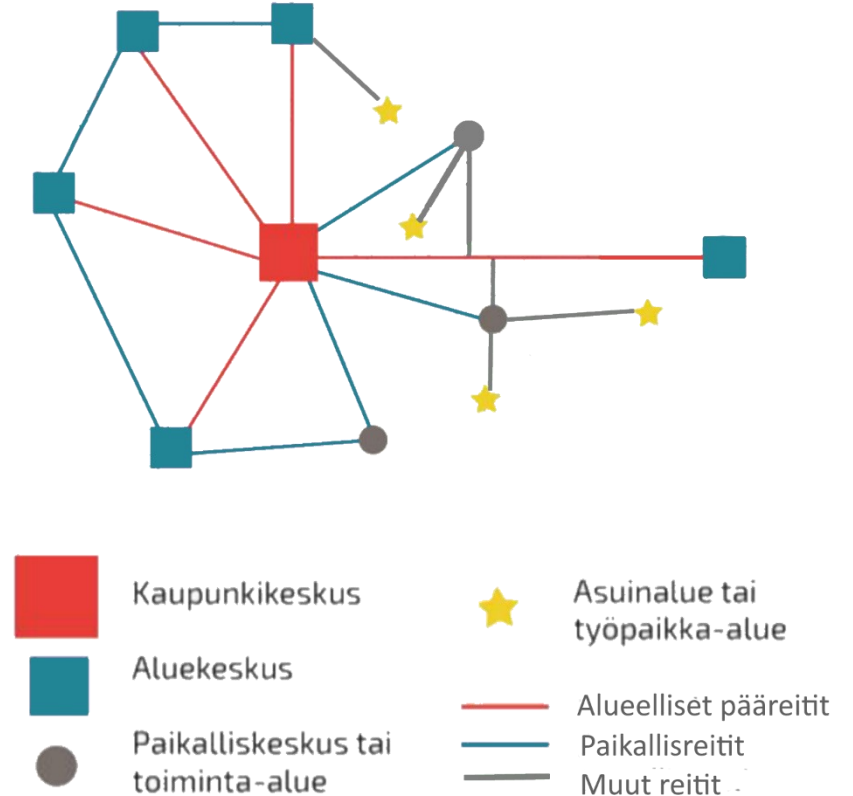 Kaupunkikeskus
Aluekeskus
Paikalliskeskus tai
toiminta-alue
Asuinalue tai
työpaikka-alue
Alueelliset pääreitit
Paikallisreitit
Muut reitit